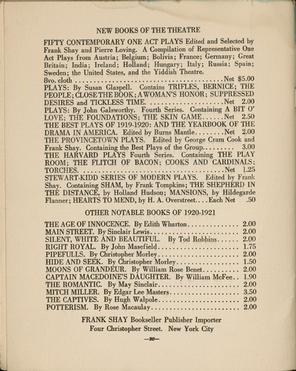 NEW BOOKS OF THE THEATRE
FIFTY CONTEMPORARY ONE ACT PLAYS Edited and Selected by
Frank Shay and Pierre Loving. A Compilation of Representative One
Act Plays from Austria; Belgium; Bolivia; France; Germany; Great
Britain; India; Ireland; Holland; Hungary; Italy; Russia; Spain;
Sweden; the United States, and the Yiddish Theatre.
8vo. cloth ........ Net $5.00
PLAYS: By Susan Glaspell. Contains TRIFLES, BERNICE; THE
PEOPLE; CLOSE THE BOOK; A WOMAN'S HONOR; SUPPRESSED
DESIRES and TICKLESS TIME. ........ Net 2.00
PLAYS: By John Galsworthy. Fourth Series. Containing A BIT O'
LOVE; THE FOUNDATIONS; THE SKIN GAME........Net 2.50
THE BEST PLAYS OF 1919-1920: AND THE YEARBOOK OF THE
DRAMA IN AMERICA. Edited by Burns Mantle........Net 2.00
THE PROVINCETOWN PLAYS. Edited by George Cram Cook and
Frank Shay. Containing the Best Plays of the Group........ 3.00
THE HARVARD PLAYS Fourth Series. Containing THE PLAY
ROOM; THE FLITCH OF BACON; COOKS AND CARDINALS;
TORCHES. ........ Net 1.25
STEWART-KIDD SERIES OF MODERN PLAYS. Edited by Frank
Shay. Containing SHAM, by Frank Tompkins; THE SHEPHERD IN
THE DISTANCE, by Holland Hudson; MANSIONS, by Hildegarde
Flanner; HEARTS TO MEND, by H. A. Overstreet....Each Net .50
OTHER NOTABLE BOOKS OF 1920-1921
THE AGE OF INNOCENCE. By Edith Wharton........ 2.00
MAIN STREET. By Sinclair Lewis........ 2.00
SILENT, WHITE AND BEAUTIFUL. By Tod Robbins...... 2.00
RIGHT ROYAL. By John Masefield........ 1.75
PIPEFULLS. By Christopher Morley........ 2.00
HIDE AND SEEK. By Christopher Morley........ 1.50
MOONS OF GRANDEUR. By William Rose Benet........ 2.00
CAPTAIN MACEDOINE'S DAUGHTER. By William McFee.. 1.90
THE ROMANTIC. By May Sinclair........ 2.00
MITCH MILLER. By Edgar Lee Masters........ 3.50
THE CAPTIVES. By Hugh Walpole........ 2.00
POTTERISM. By Rose Macaulay........ 2.00
FRANK SHAY Bookseller Publisher Importer
Four Christopher Street. New York City